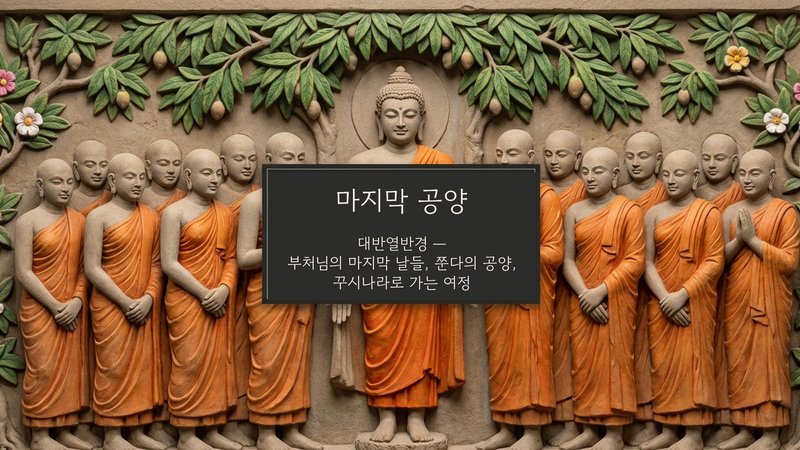 마지막 공양
대반열반경 —
부처님의 마지막 날들, 쭌다의 공양,
꾸시나라로 가는 여정